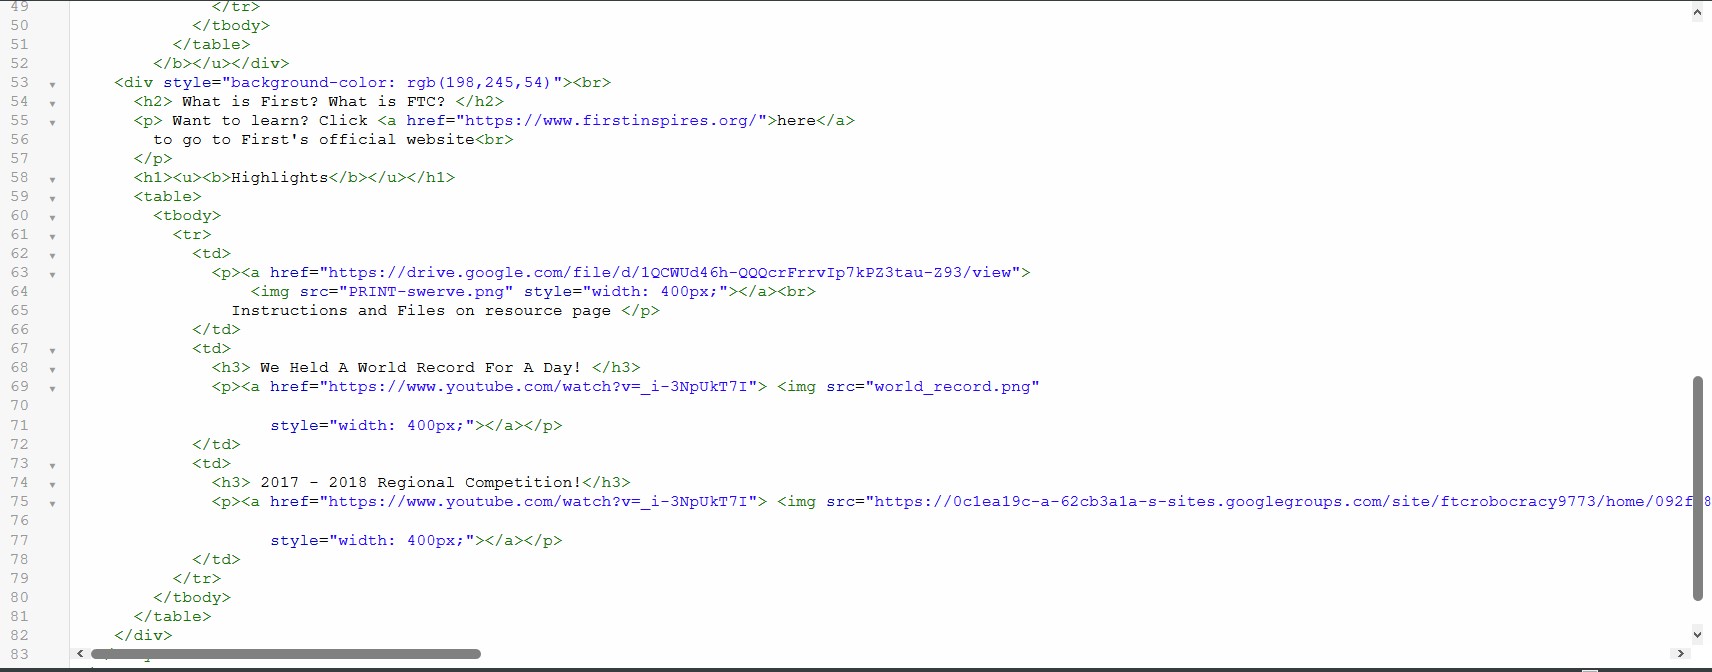 49 </tr>
50 </tbody>
51 </table>
52 </b></u></div>
53 <div style="background-color: rgb(198,245,54)"><br>
54 <h2> What is First? What is FTC? </h2>
55 <p> Want to learn? Click <a href="https://www.firstinspires.org/">here</a>
56 to go to First's official website<br>
57 </p>
58 <h1><u><b>Highlights</b></u></h1>
59 <table>
60 <tbody>
61 <tr>
62 <td>
63 <p><a href="https://drive.google.com/file/d/1QCWUd46h-QQQcrFrrvIp7kPZ3tau-Z93/view">
64 <img src="PRINT-swerve.png" style="width: 400px;"></a><br>
65 Instructions and Files on resource page </p>
66 </td>
67 <td>
68 <h3> We Held A World Record For A Day! </h3>
69 <p><a href="https://www.youtube.com/watch?v=_i-3NpUkT7I"> <img src="world_record.png"
70
71 style="width: 400px;"></a></p>
72 </td>
73 <td>
74 <h3> 2017 - 2018 Regional Competition!</h3>
75 <p><a href="https://www.youtube.com/watch?v=_i-3NpUkT7I"> <img src="https://0c1ea19c-a-62cb3a1a-s-sites.googlegroups.com/site/ftcrobocracy9773/home/092f
76
77 style="width: 400px;"></a></p>
78 </td>
79 </tr>
80 </tbody>
81 </table>
82 </div>
83